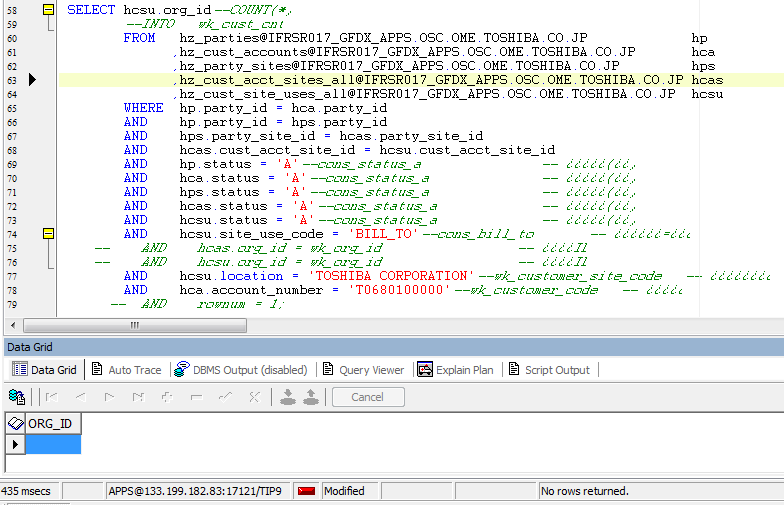 58 SELECT hcsu.org_id--COUNT(*,
59 --INTO wk_cust_cnt
60 FROM hz_parties@IFRSR017_GFDX_APPS.OSC.OME.TOSHIBA.CO.JP hp
61 ,hz_cust_accounts@IFRSR017_GFDX_APPS.OSC.OME.TOSHIBA.CO.JP hca
62 ,hz_party_sites@IFRSR017_GFDX_APPS.OSC.OME.TOSHIBA.CO.JP hps
63 ,hz_cust_acct_sites_all@IFRSR017_GFDX_APPS.OSC.OME.TOSHIBA.CO.JP hcas
64 ,hz_cust_site_uses_all@IFRSR017_GFDX_APPS.OSC.OME.TOSHIBA.CO.JP hcsu
65 WHERE hp.party_id = hca.party_id
66 AND hp.party_id = hps.party_id
67 AND hps.party_site_id = hcas.party_site_id
68 AND hcas.cust_acct_site_id = hcsu.cust_acct_site_id
69 AND hp.status = 'A'--ccns_status_a -- ¿¿¿¿¿(¿¿,
70 AND hca.status = 'A'--ccns_status_a -- ¿¿¿¿¿(¿¿,
71 AND hps.status = 'A'--ccns_status_a -- ¿¿¿¿¿(¿¿,
72 AND hcas.status = 'A'--ccns_status_a -- ¿¿¿¿¿(¿¿,
73 AND hcsu.status = 'A'--ccns_status_a -- ¿¿¿¿¿(¿¿,
74 AND hcsu.site_use_code = 'BILL_TO'--ccns_bill_to -- ¿¿¿¿¿¿=¿¿¿
75 -- AND hcas.org_id = wk_org_id -- ¿¿¿¿Il
76 -- AND hcsu.org_id = wk_org_id -- ¿¿¿¿Il
77 AND hcsu.location = 'TOSHIBA CORPORATION'--wk_customer_site_code -- ¿¿¿¿¿¿¿¿
78 AND hca.account_number = 'T0680100000'--wk_customer_code -- ¿¿¿¿¿
79 -- AND rownum = 1;
Data Grid
Data Grid Auto Trace DBMS Output (disabled) Query Viewer Explain Plan Script Output
Cancel
ORG_ID
435 msecs APPS@133.199.182.83:17121/TIP9 Modified No rows returned.